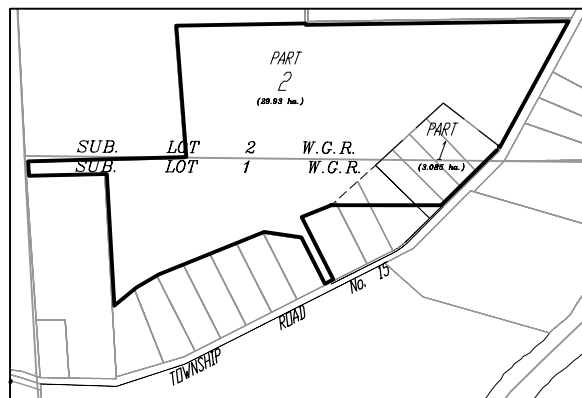 PART
2
(29.93 ha.)
PART
1
(3.085 ha.)
SUB. LOT 2 W.G.R.
SUB. LOT 1 W.G.R.
TOWNSHIP ROAD No. 15